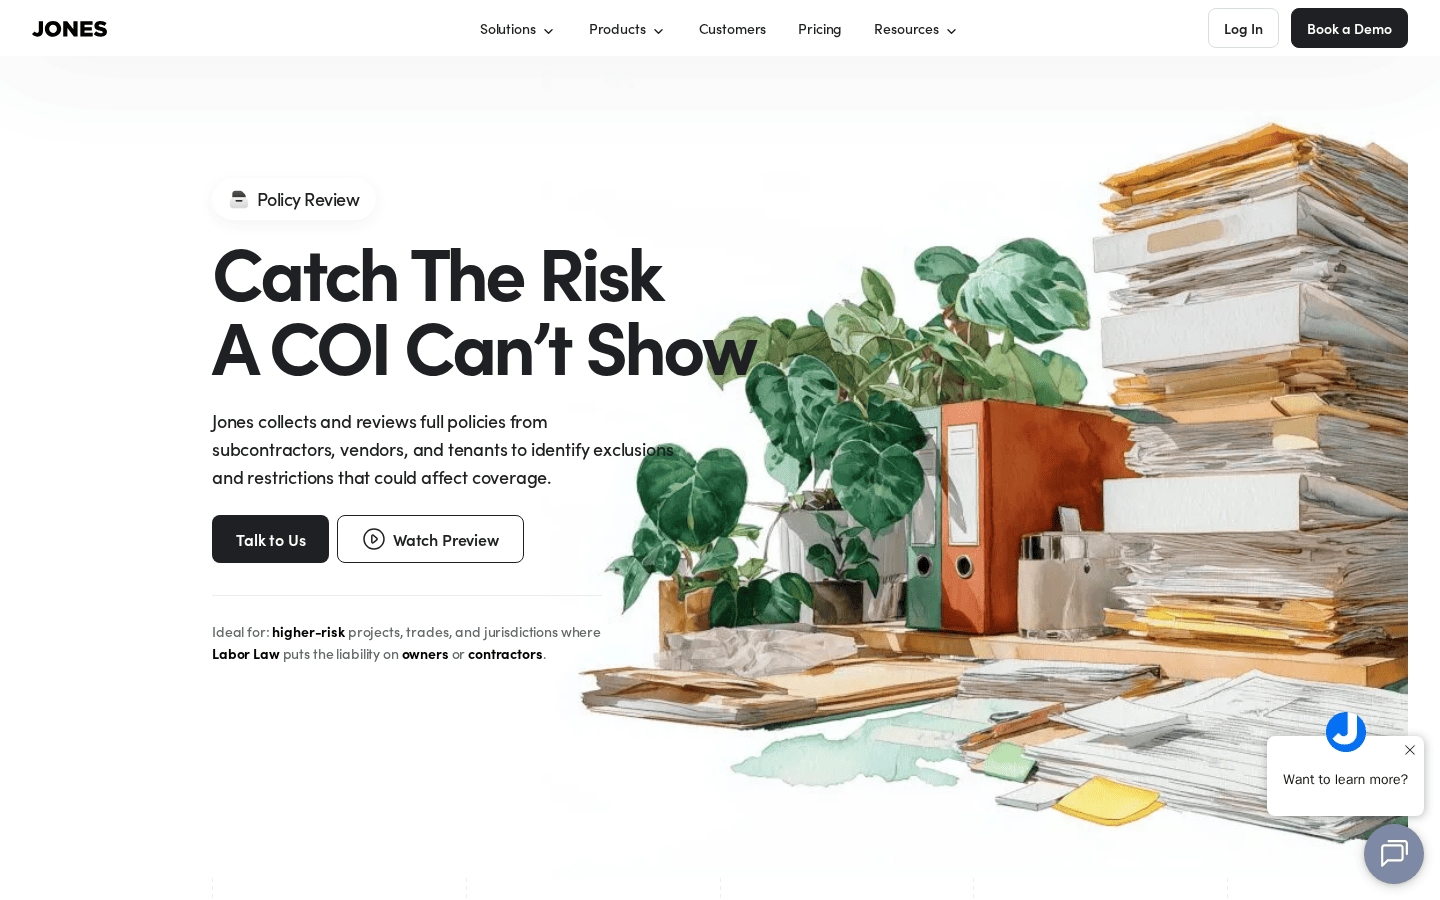 JONES
Solutions
Products
Customers
Pricing
Resources
Log In
Book a Demo
Policy Review
Catch The Risk
A COI Can’t Show
Jones collects and reviews full policies from
subcontractors, vendors, and tenants to identify exclusions
and restrictions that could affect coverage.
Talk to Us
Watch Preview
Ideal for: higher-risk projects, trades, and jurisdictions where
Labor Law puts the liability on owners or contractors.
Want to learn more?